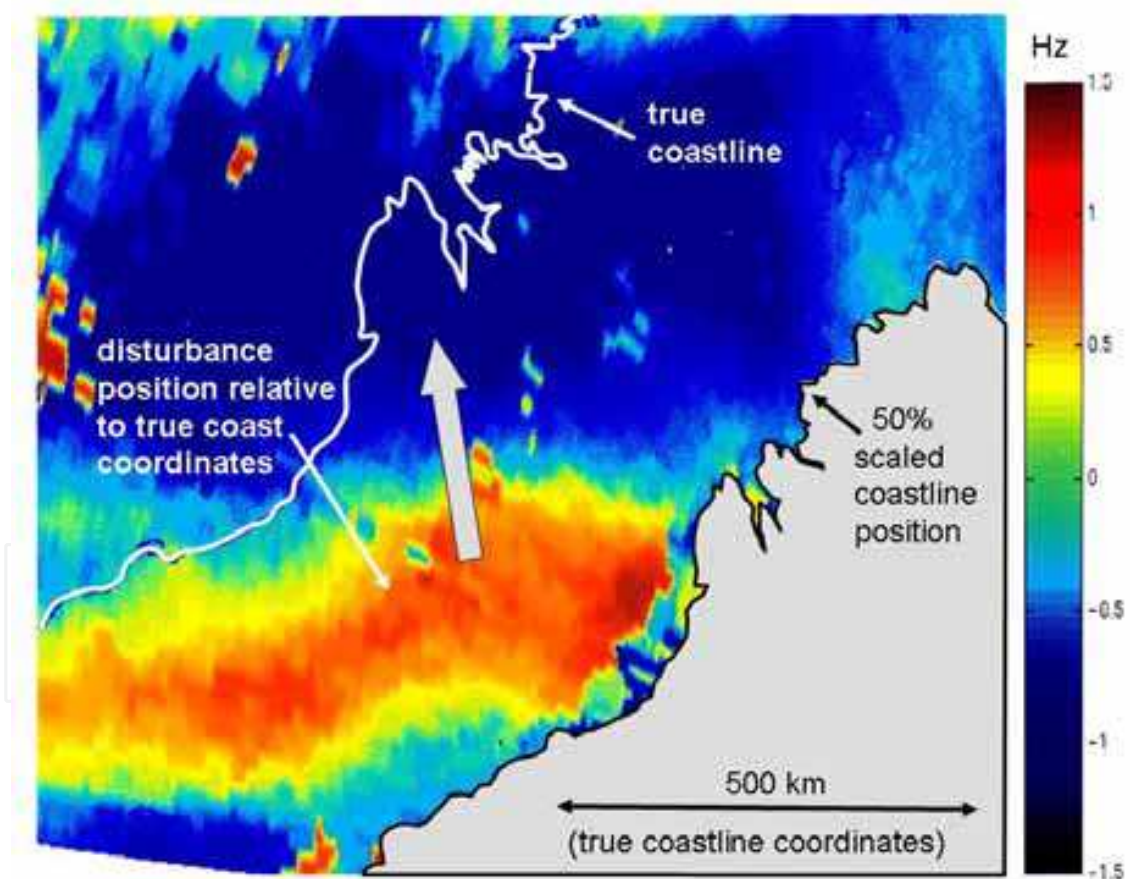 Hz
true
coastline
disturbance
position relative
to true coast
coordinates
50%
scaled
coastline
position
500 km
(true coastline coordinates)
1.0
1
0.5
0
-0.5
-1
-1.5